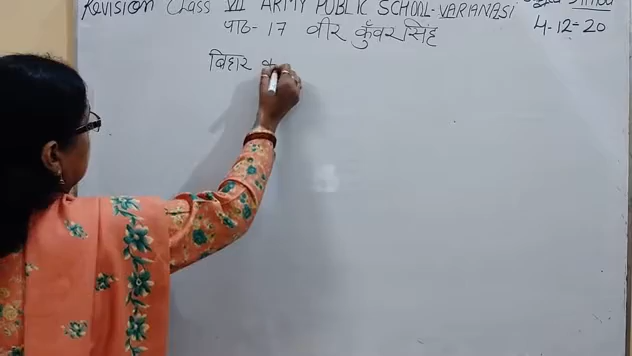 Revision Class VII ARMY PUBLIC SCHOOL-VARANASI
पाठ- 17 वीर कुँवर सिंह
4-12-20
बिहार